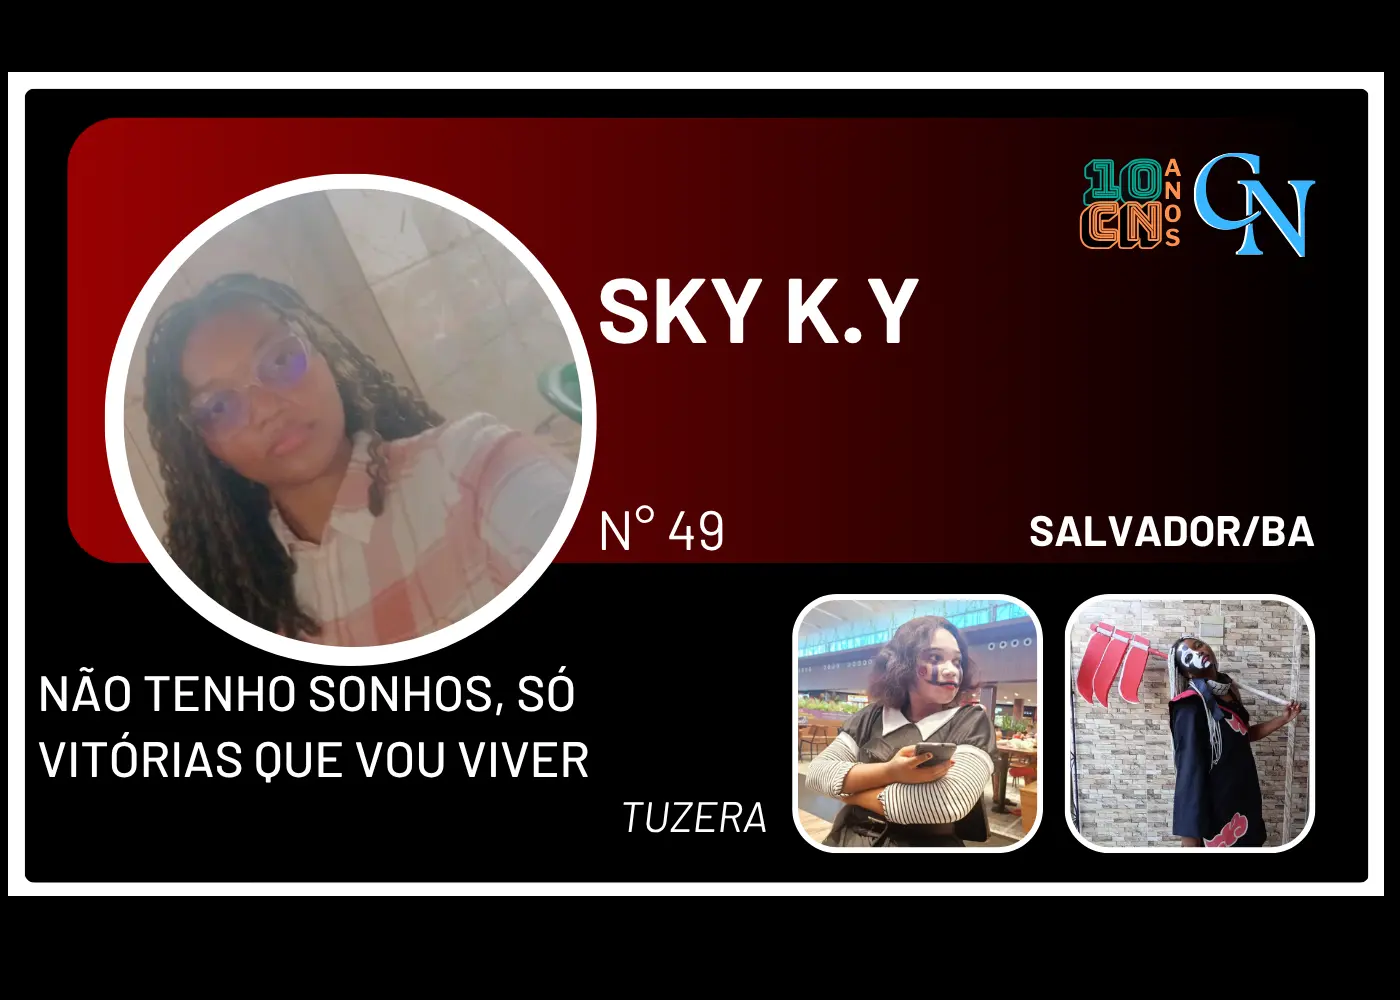 10
CN
ANOS
CN
SKY K.Y
N° 49
SALVADOR/BA
NÃO TENHO SONHOS, SÓ
VITÓRIAS QUE VOU VIVER
TUZERA